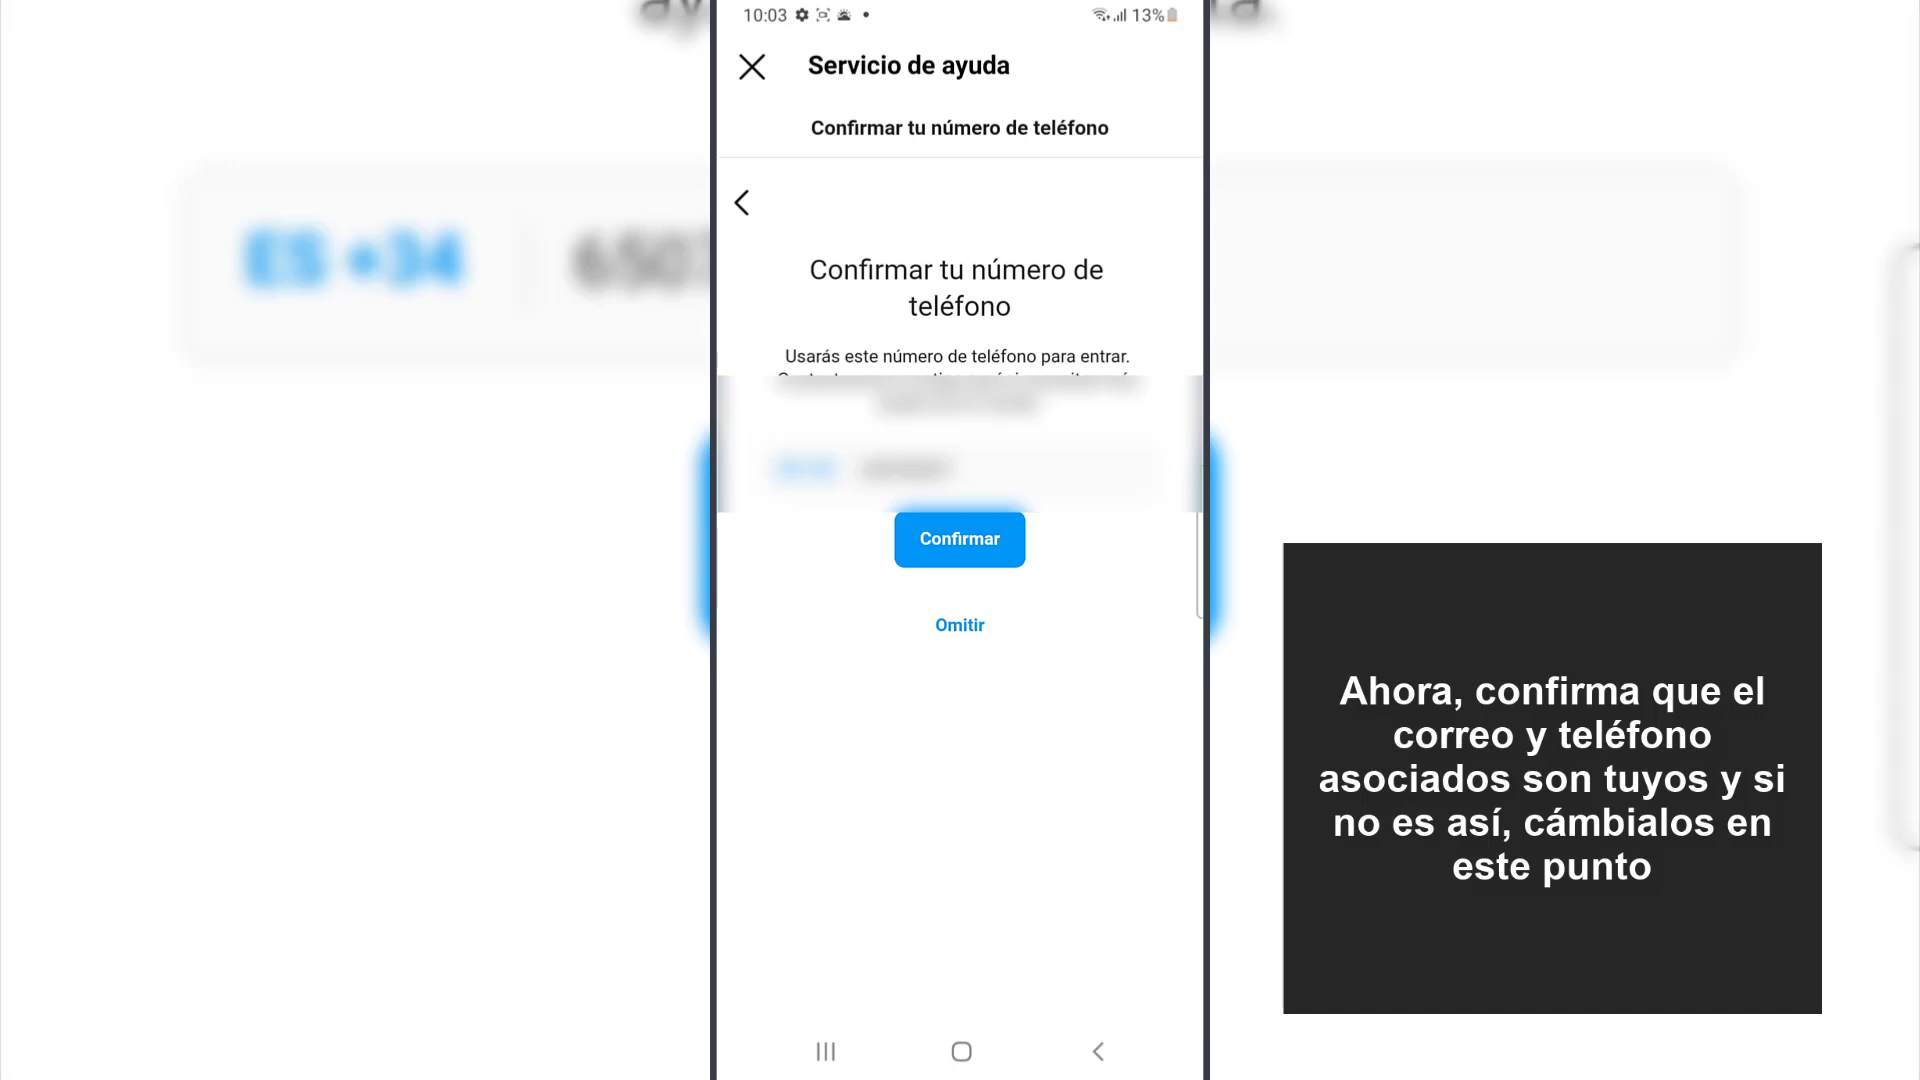 10:03
13%
Servicio de ayuda
Confirmar tu número de teléfono
ES +34
Confirmar tu número de
teléfono
Usarás este número de teléfono para entrar.
Confirmar
Omitir
Ahora, confirma que el
correo y teléfono
asociados son tuyos y si
no es así, cámbialos en
este punto